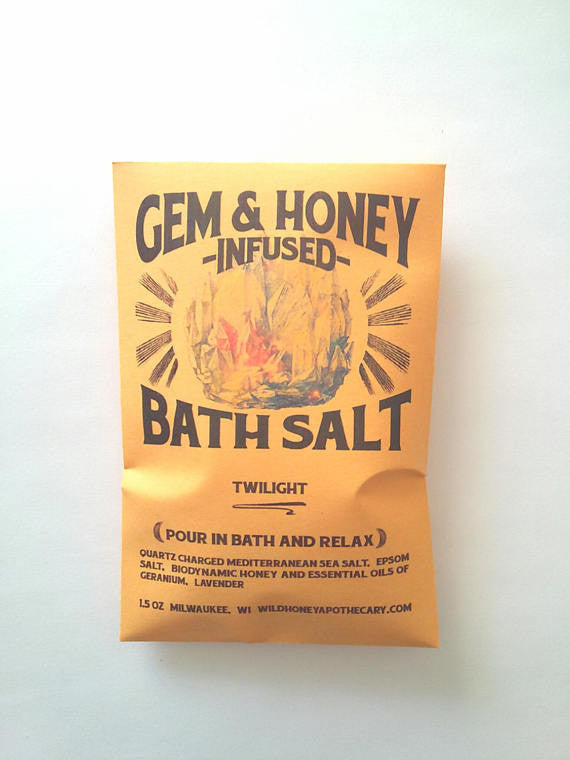 GEM & HONEY
-INFUSED-
BATH SALT
TWILIGHT
(POUR IN BATH AND RELAX)
QUARTZ CHARGED MEDITERRANEAN SEA SALT, EPSOM
SALT, BIODYNAMIC HONEY AND ESSENTIAL OILS OF
GERANIUM, LAVENDER
1.5 OZ MILWAUKEE, WI WILDHONEYAPOTHECARY.COM